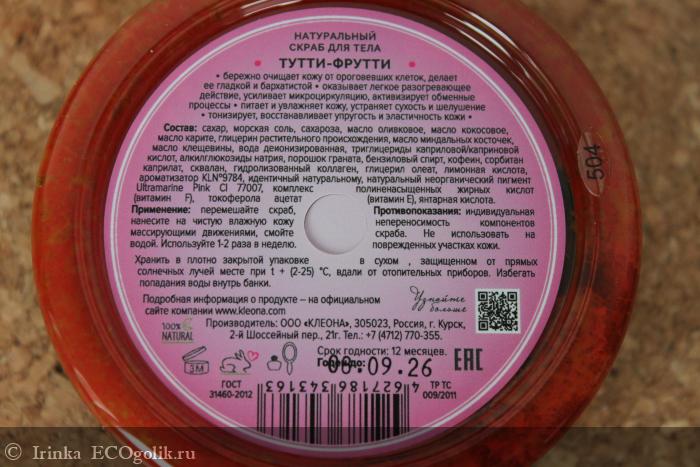 НАТУРАЛЬНЫЙ
СКРАБ ДЛЯ ТЕЛА
• ТУТТИ-ФРУТТИ •
• бережно очищает кожу от ороговевших клеток, делает
ее гладкой и бархатистой • оказывает легкое разогревающее
действие, усиливает микроциркуляцию, активизирует обменные
процессы • питает и увлажняет кожу, устраняет сухость и шелушение
• тонизирует, восстанавливает упругость и эластичность кожи •
Состав: сахар, морская соль, сахароза, масло оливковое, масло кокосовое,
масло карите, глицерин растительного происхождения, масло миндальных косточек,
масло клещевины, вода деионизированная, триглицериды каприловой/каприновой
кислот, алкилглюкозиды натрия, порошок граната, бензиловый спирт, кофеин, сорбитан
каприлат, сквалан, гидролизованный коллаген, глицерил олеат, лимонная кислота,
ароматизатор KLN°9784, идентичный натуральному, натуральный неорганический пигмент
Ultramarine Pink CI 77007, комплекс полиненасыщенных жирных кислот
(витамин F), токоферола ацетат (витамин Е), янтарная кислота.
Применение: перемешайте скраб,
нанесите на чистую влажную кожу
массирующими движениями, смойте
водой. Используйте 1-2 раза в неделю.
Противопоказания: индивидуальная
непереносимость компонентов
скраба. Не использовать на
поврежденных участках кожи.
Хранить в плотно закрытой упаковке в сухом , защищенном от прямых
солнечных лучей месте при t + (2-25) °C, вдали от отопительных приборов. Избегать
попадания воды внутрь банки.
Подробная информация о продукте – на официальном
сайте компании www.kleona.com
Узнайте
больше
100%
NATURAL
Производитель: ООО «КЛЕОНА», 305023, Россия, г. Курск,
2-й Шоссейный пер., 21г. Тел.: +7 (4712) 770-355.
3М
Срок годности: 12 месяцев.
Годен до:
08.09.26
EAC
ГОСТ
31460-2012
4627186343163
ТР ТС
009/2011
504
© Irinka ECOgolik.ru